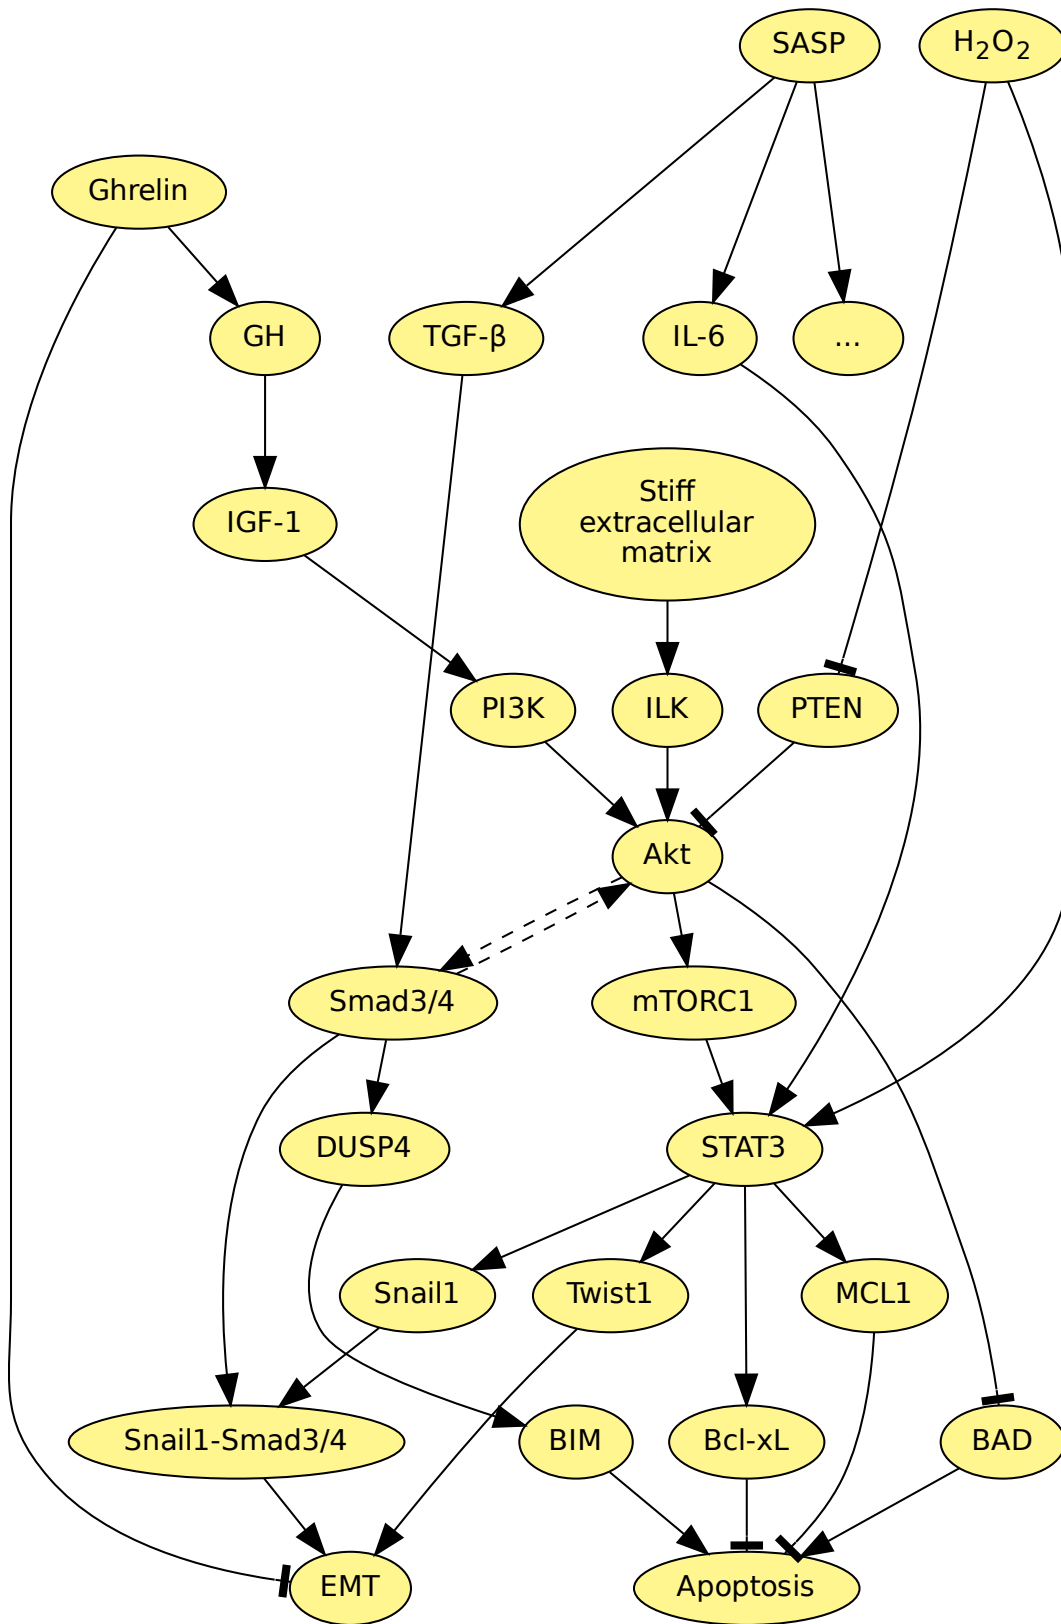 SASP
H₂O₂
Ghrelin
GH
TGF-β
IL-6
...
IGF-1
Stiff
extracellular
matrix
PI3K
ILK
PTEN
Akt
Smad3/4
mTORC1
DUSP4
STAT3
Snail1
Twist1
MCL1
Snail1-Smad3/4
BIM
Bcl-xL
BAD
EMT
Apoptosis